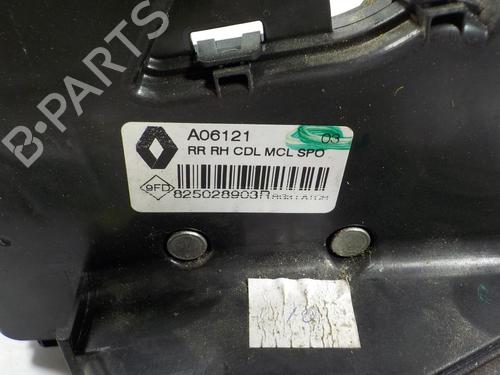 A06121 03
RR RH CDL MCL SPO
9FD 825028903R
B-PARTS